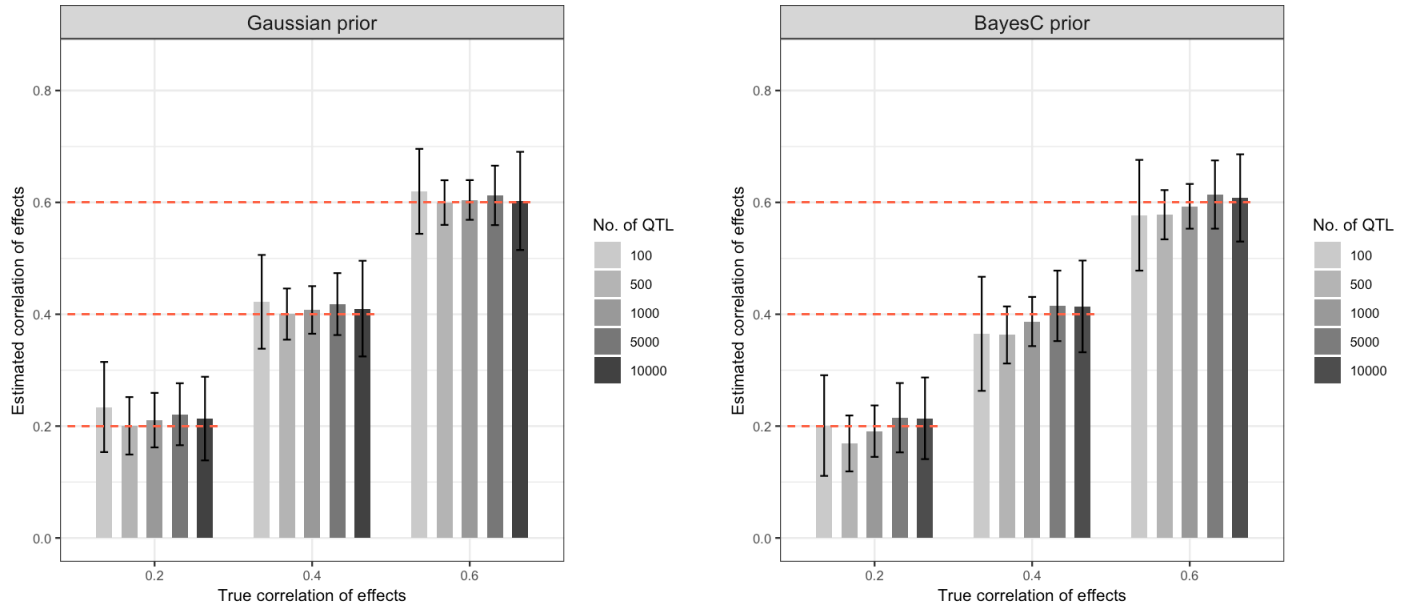 Gaussian prior
Estimated correlation of effects
0.8
0.6
0.4
0.2
0.0
0.2 0.4 0.6
True correlation of effects
No. of QTL
100
500
1000
5000
10000
BayesC prior
Estimated correlation of effects
0.8
0.6
0.4
0.2
0.0
0.2 0.4 0.6
True correlation of effects
No. of QTL
100
500
1000
5000
10000